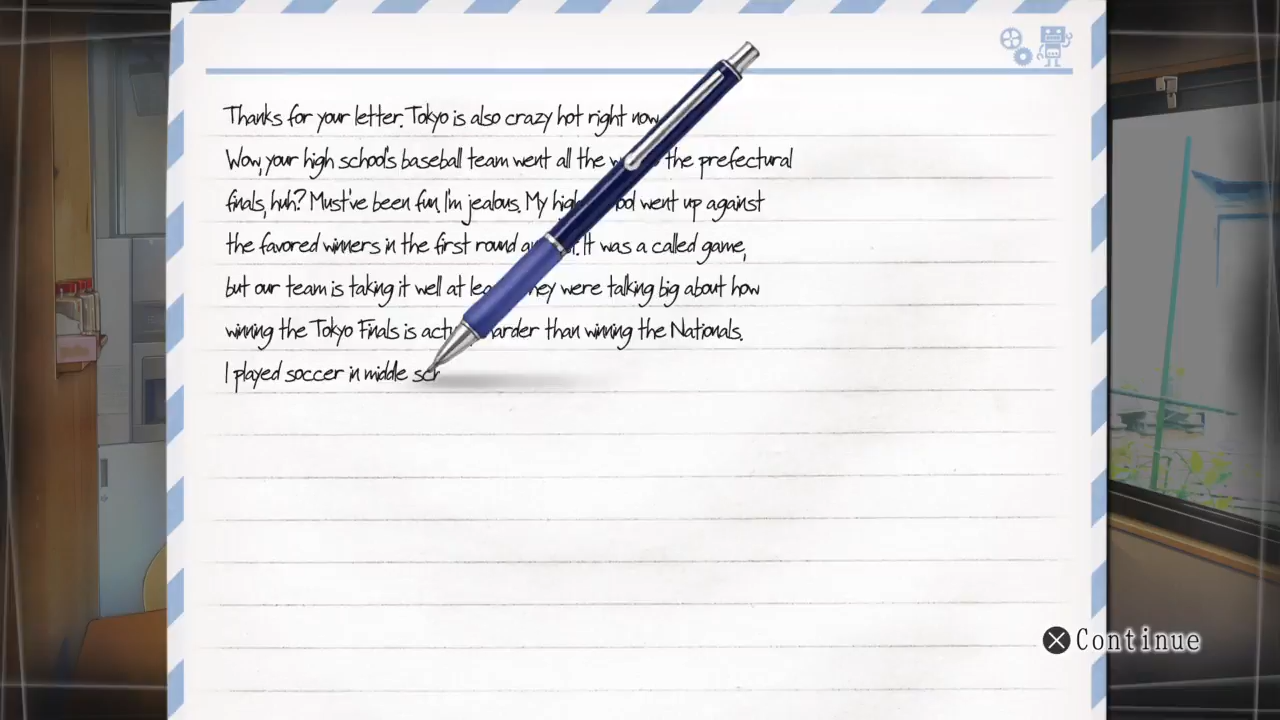 Thanks for your letter. Tokyo is also crazy hot right now
Wow, your high school's baseball team went all the the prefectural
finals, huh? Must've been fun, I'm jealous. My went up against
the favored winners in the first round It was a called game,
but our team is taking it well at they were talking big about how
winning the Tokyo Finals is harder than winning the Nationals.
I played soccer in middle
Continue